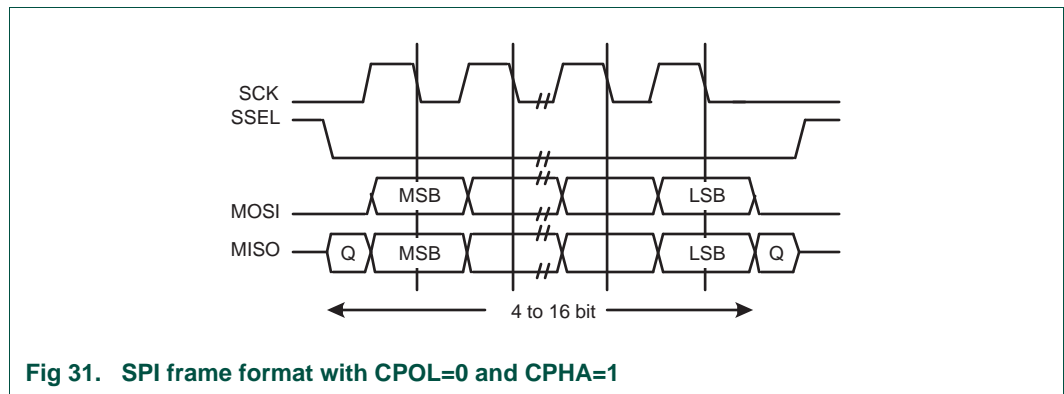 SCK
SSEL
MOSI
MSB
LSB
MISO
Q
MSB
LSB
Q
4 to 16 bit
Fig 31. SPI frame format with CPOL=0 and CPHA=1